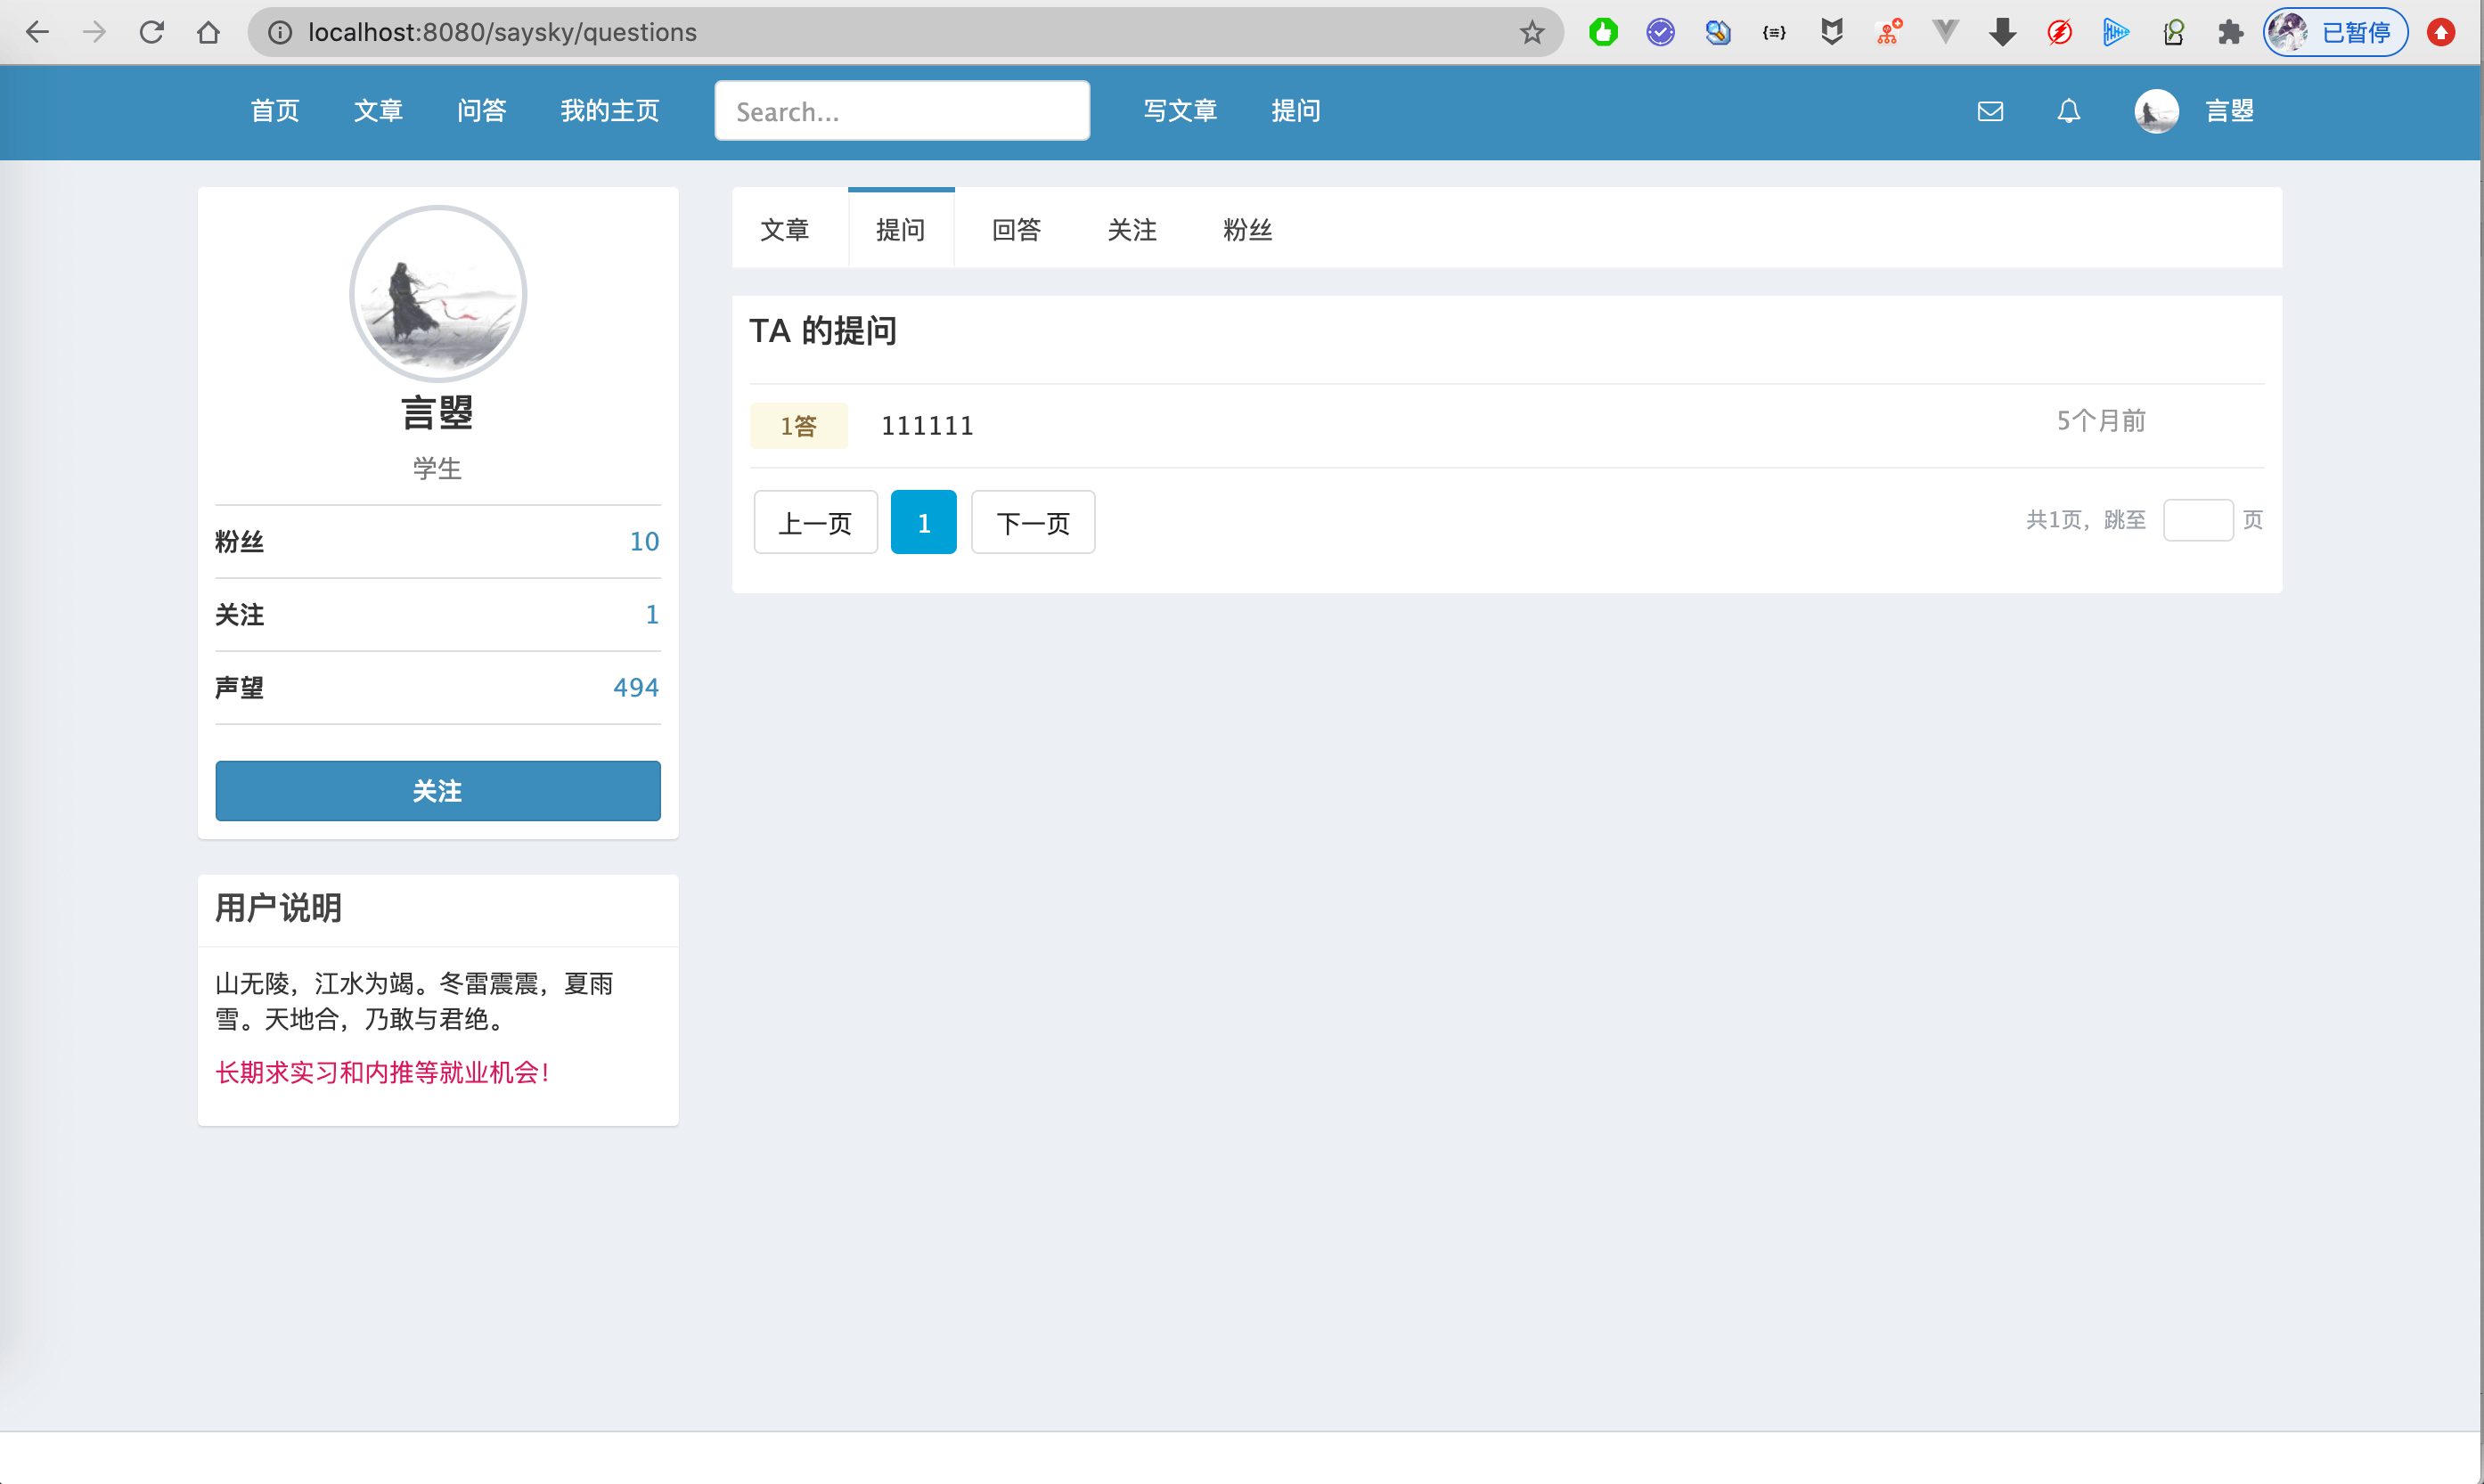 localhost:8080/saysky/questions
已暂停
首页 文章 问答 我的主页 Search... 写文章 提问 言曌
言曌
学生
粉丝 10
关注 1
声望 494
关注
用户说明
山无陵，江水为竭。冬雷震震，夏雨
雪。天地合，乃敢与君绝。
长期求实习和内推等就业机会！
文章 提问 回答 关注 粉丝
TA 的提问
1答 111111 5个月前
上一页 1 下一页 共1页，跳至 页